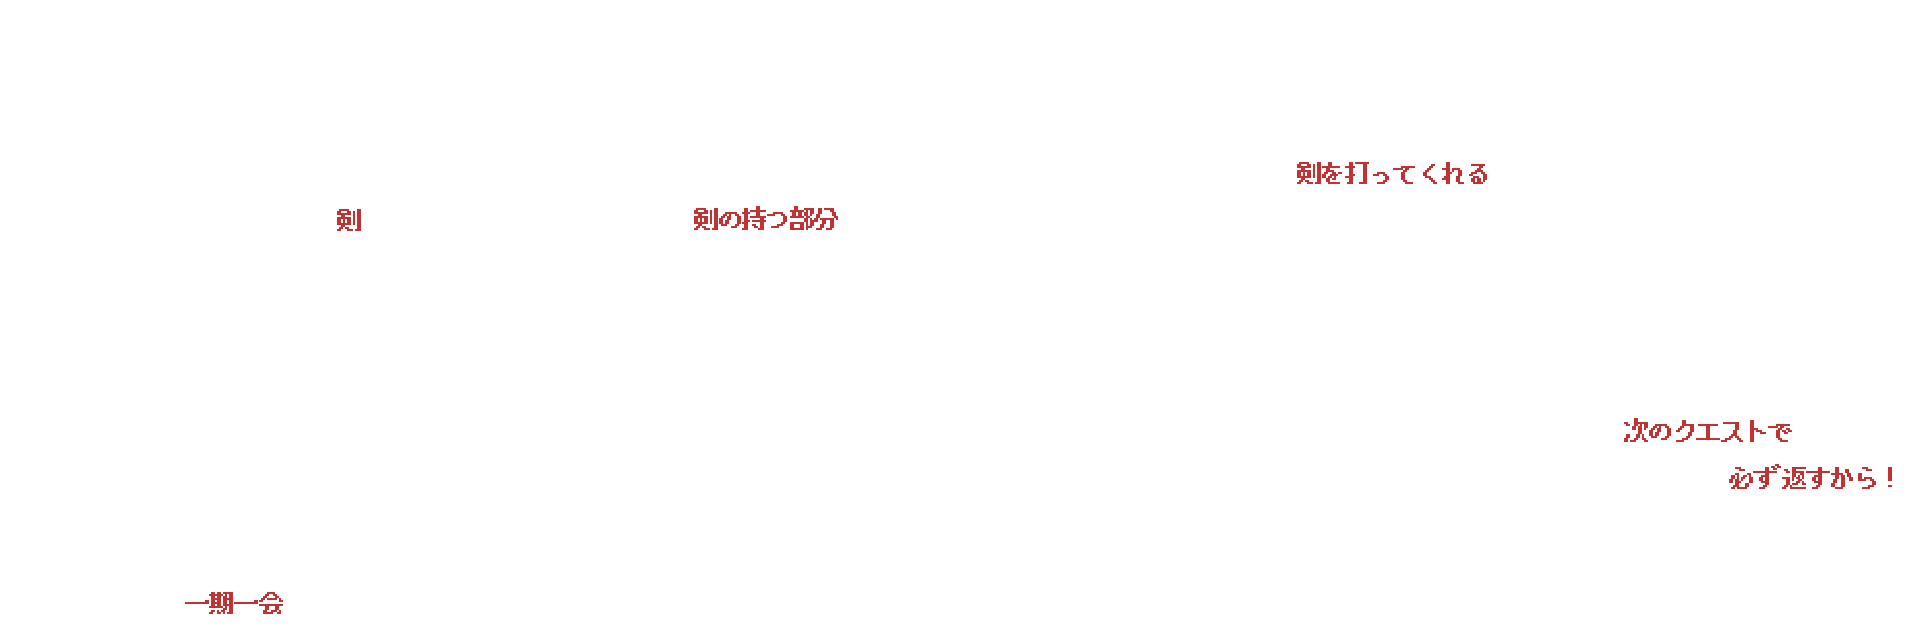 剣を打ってくれる
剣
剣の持つ部分
次のクエストで
必ず返すから！
一期一会